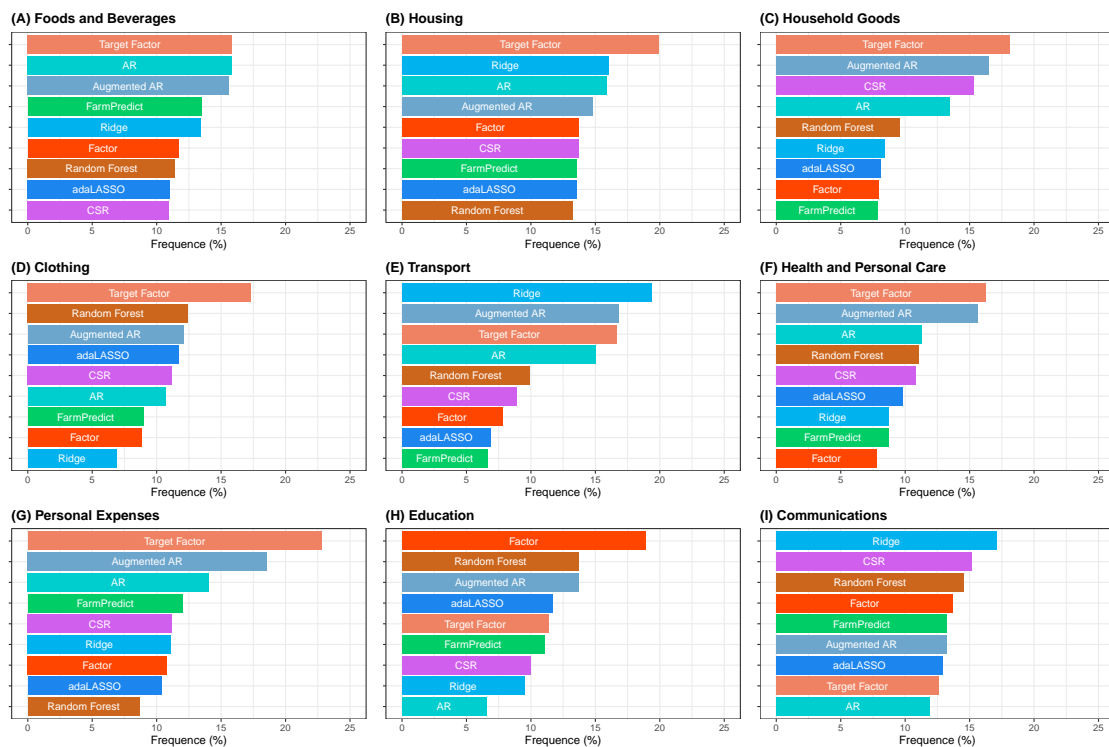 (A) Foods and Beverages
Target Factor
AR
Augmented AR
FarmPredict
Ridge
Factor
Random Forest
adaLASSO
CSR
0 5 10 15 20 25
Frequence (%)
(B) Housing
Target Factor
Ridge
AR
Augmented AR
Factor
CSR
FarmPredict
adaLASSO
Random Forest
0 5 10 15 20 25
Frequence (%)
(C) Household Goods
Target Factor
Augmented AR
CSR
AR
Random Forest
Ridge
adaLASSO
Factor
FarmPredict
0 5 10 15 20 25
Frequence (%)
(D) Clothing
Target Factor
Random Forest
Augmented AR
adaLASSO
CSR
AR
FarmPredict
Factor
Ridge
0 5 10 15 20 25
Frequence (%)
(E) Transport
Ridge
Augmented AR
Target Factor
AR
Random Forest
CSR
Factor
adaLASSO
FarmPredict
0 5 10 15 20 25
Frequence (%)
(F) Health and Personal Care
Target Factor
Augmented AR
AR
Random Forest
CSR
adaLASSO
Ridge
FarmPredict
Factor
0 5 10 15 20 25
Frequence (%)
(G) Personal Expenses
Target Factor
Augmented AR
AR
FarmPredict
CSR
Ridge
Factor
adaLASSO
Random Forest
0 5 10 15 20 25
Frequence (%)
(H) Education
Factor
Random Forest
Augmented AR
adaLASSO
Target Factor
FarmPredict
CSR
Ridge
AR
0 5 10 15 20 25
Frequence (%)
(I) Communications
Ridge
CSR
Random Forest
Factor
FarmPredict
Augmented AR
adaLASSO
Target Factor
AR
0 5 10 15 20 25
Frequence (%)